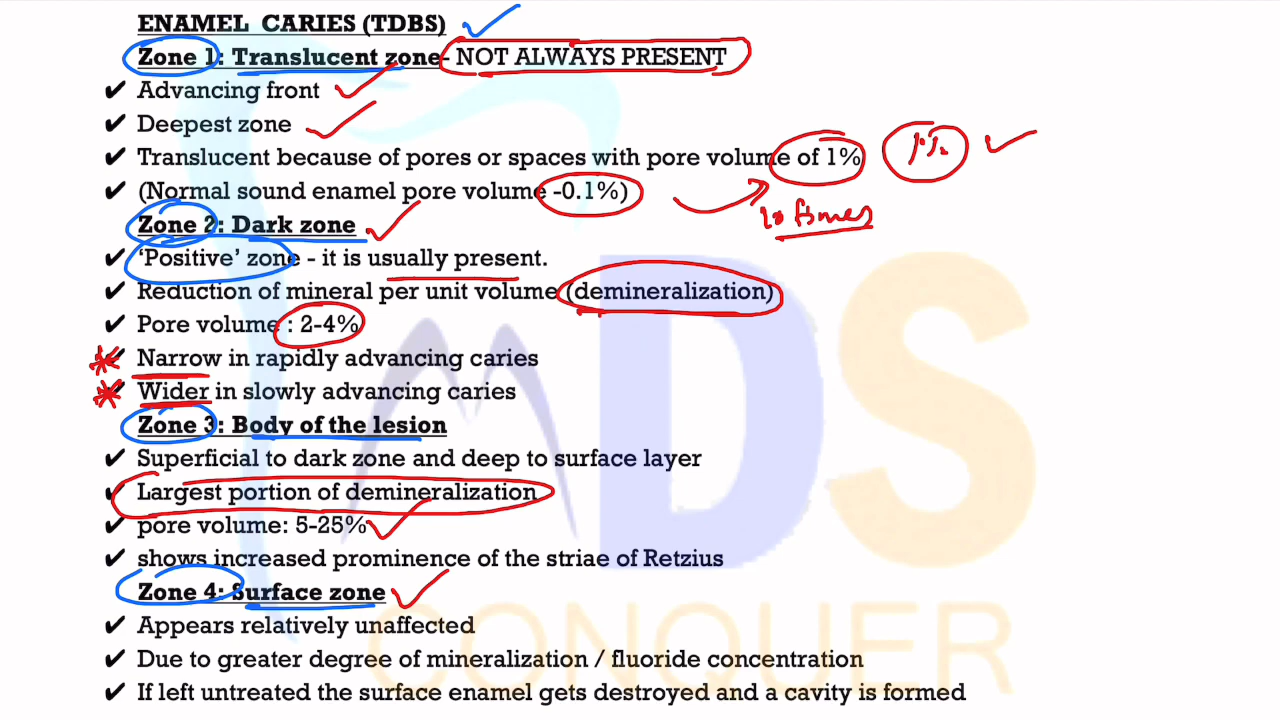 ENAMEL CARIES (TDBS)
Zone 1: Translucent zone- NOT ALWAYS PRESENT
✔ Advancing front
✔ Deepest zone
✔ Translucent because of pores or spaces with pore volume of 1% 1%
✔ (Normal sound enamel pore volume -0.1%)
10 times
Zone 2: Dark zone
✔ ‘Positive’ zone - it is usually present.
✔ Reduction of mineral per unit volume (demineralization)
✔ Pore volume : 2-4%
✔ Narrow in rapidly advancing caries
✔ Wider in slowly advancing caries
Zone 3: Body of the lesion
✔ Superficial to dark zone and deep to surface layer
✔ Largest portion of demineralization
✔ pore volume: 5-25%
✔ shows increased prominence of the striae of Retzius
Zone 4: Surface zone
✔ Appears relatively unaffected
✔ Due to greater degree of mineralization / fluoride concentration
✔ If left untreated the surface enamel gets destroyed and a cavity is formed
MDS
CONQUER